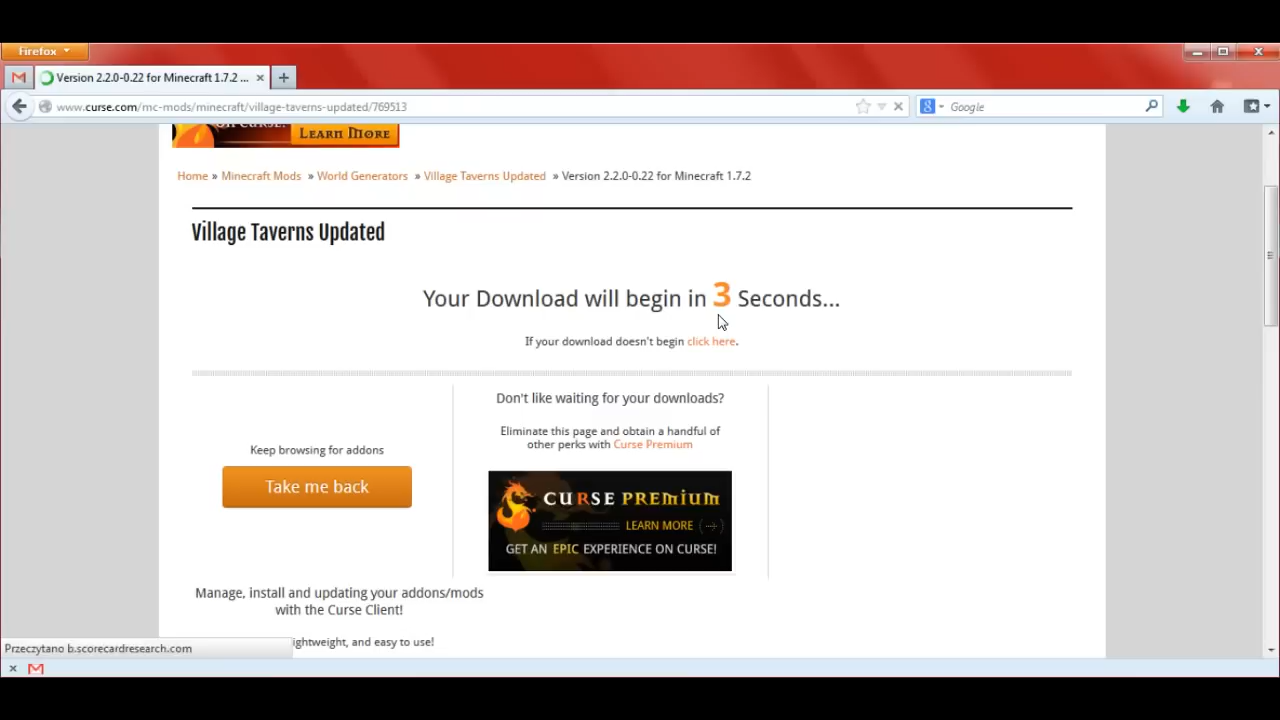 Firefox
Version 2.2.0-0.22 for Minecraft 1.7.2 ...
www.curse.com/mc-mods/minecraft/village-taverns-updated/769513
Google
ON CURSE!
LEARN MORE
Home » Minecraft Mods » World Generators » Village Taverns Updated » Version 2.2.0-0.22 for Minecraft 1.7.2
Village Taverns Updated
Your Download will begin in 3 Seconds...
If your download doesn't begin click here.
Keep browsing for addons
Take me back
Don't like waiting for your downloads?
Eliminate this page and obtain a handful of
other perks with Curse Premium
CURSE PREMIUM
LEARN MORE
GET AN EPIC EXPERIENCE ON CURSE!
Manage, install and updating your addons/mods
with the Curse Client!
ightweight, and easy to use!
Przeczytano b.scorecardresearch.com